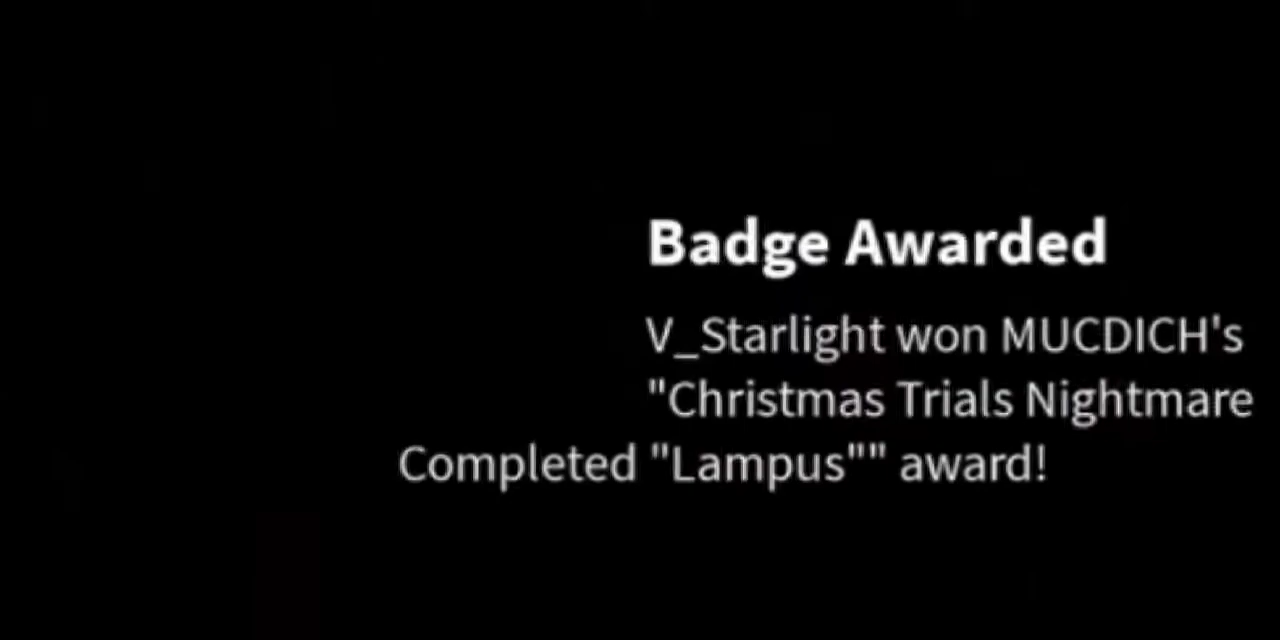 Badge Awarded
V_Starlight won MUCDICH's
"Christmas Trials Nightmare
Completed "Lampus"" award!